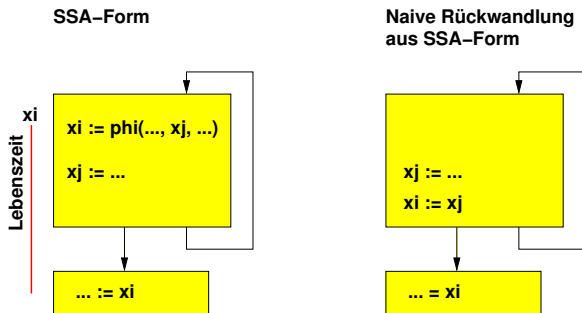 SSA–Form
xi
Lebenszeit
xi := phi(..., xj, ...)
xj := ...
... := xi
Naive Rückwandlung
aus SSA–Form
xj := ...
xi := xj
... = xi